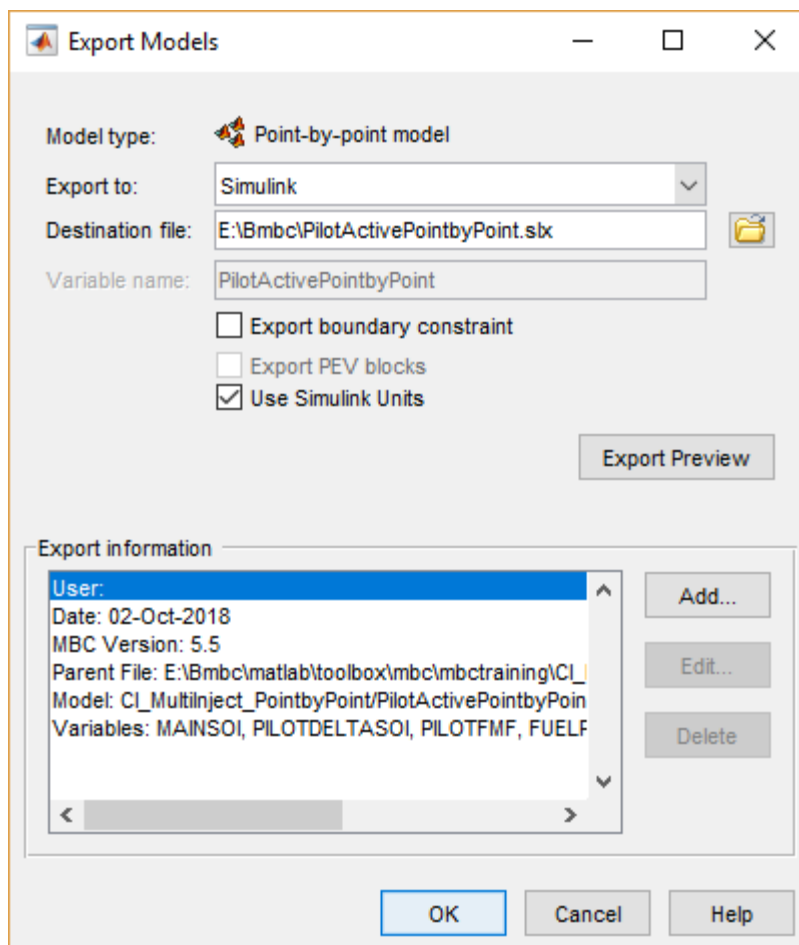 Export Models
Model type: Point-by-point model
Export to: Simulink
Destination file: E:\Bmbc\PilotActivePointbyPoint.slx
Variable name: PilotActivePointbyPoint
Export boundary constraint
Export PEV blocks
Use Simulink Units
Export Preview
Export information
User:
Date: 02-Oct-2018
MBC Version: 5.5
Parent File: E:\Bmbc\matlab\toolbox\mbc\mbctraining\CI_
Model: CI_MultiInject_PointbyPoint/PilotActivePointbyPoin
Variables: MAINSOI, PILOTDELTASOI, PILOTFMF, FUELP
Add...
Edit...
Delete
OK Cancel Help